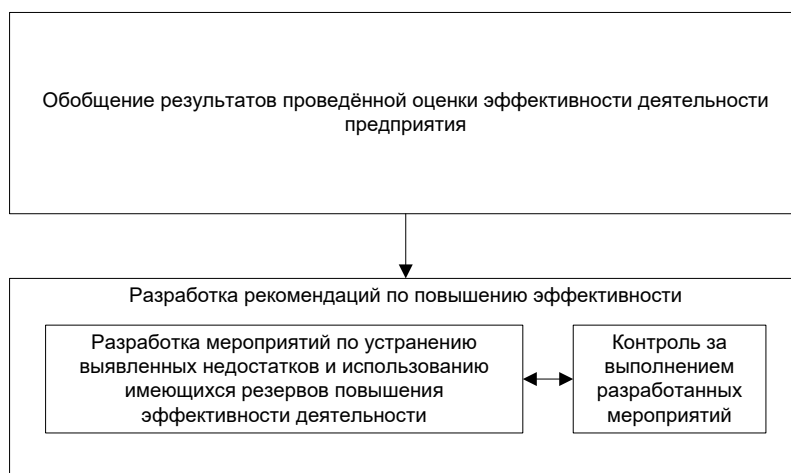 Обобщение результатов проведённой оценки эффективности деятельности
предприятия
Разработка рекомендаций по повышению эффективности
Разработка мероприятий по устранению
выявленных недостатков и использованию
имеющихся резервов повышения
эффективности деятельности
Контроль за
выполнением
разработанных
мероприятий